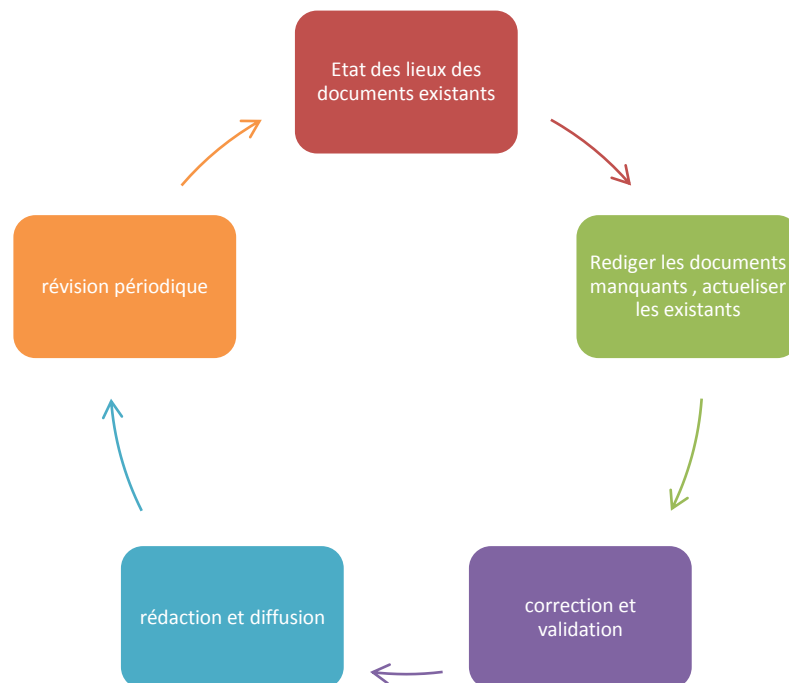 Etat des lieux des
documents existants
Rediger les documents
manquants , actueliser
les existants
correction et
validation
rédaction et diffusion
révision périodique